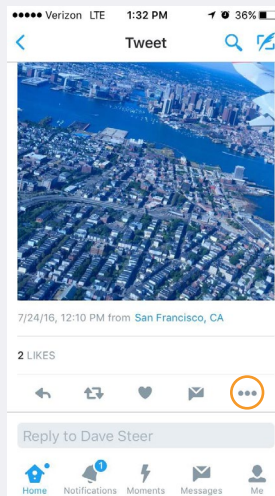 Verizon LTE 1:32 PM 36%
Tweet
7/24/16, 12:10 PM from San Francisco, CA
2 LIKES
Reply to Dave Steer
1
Home Notifications Moments Messages Me